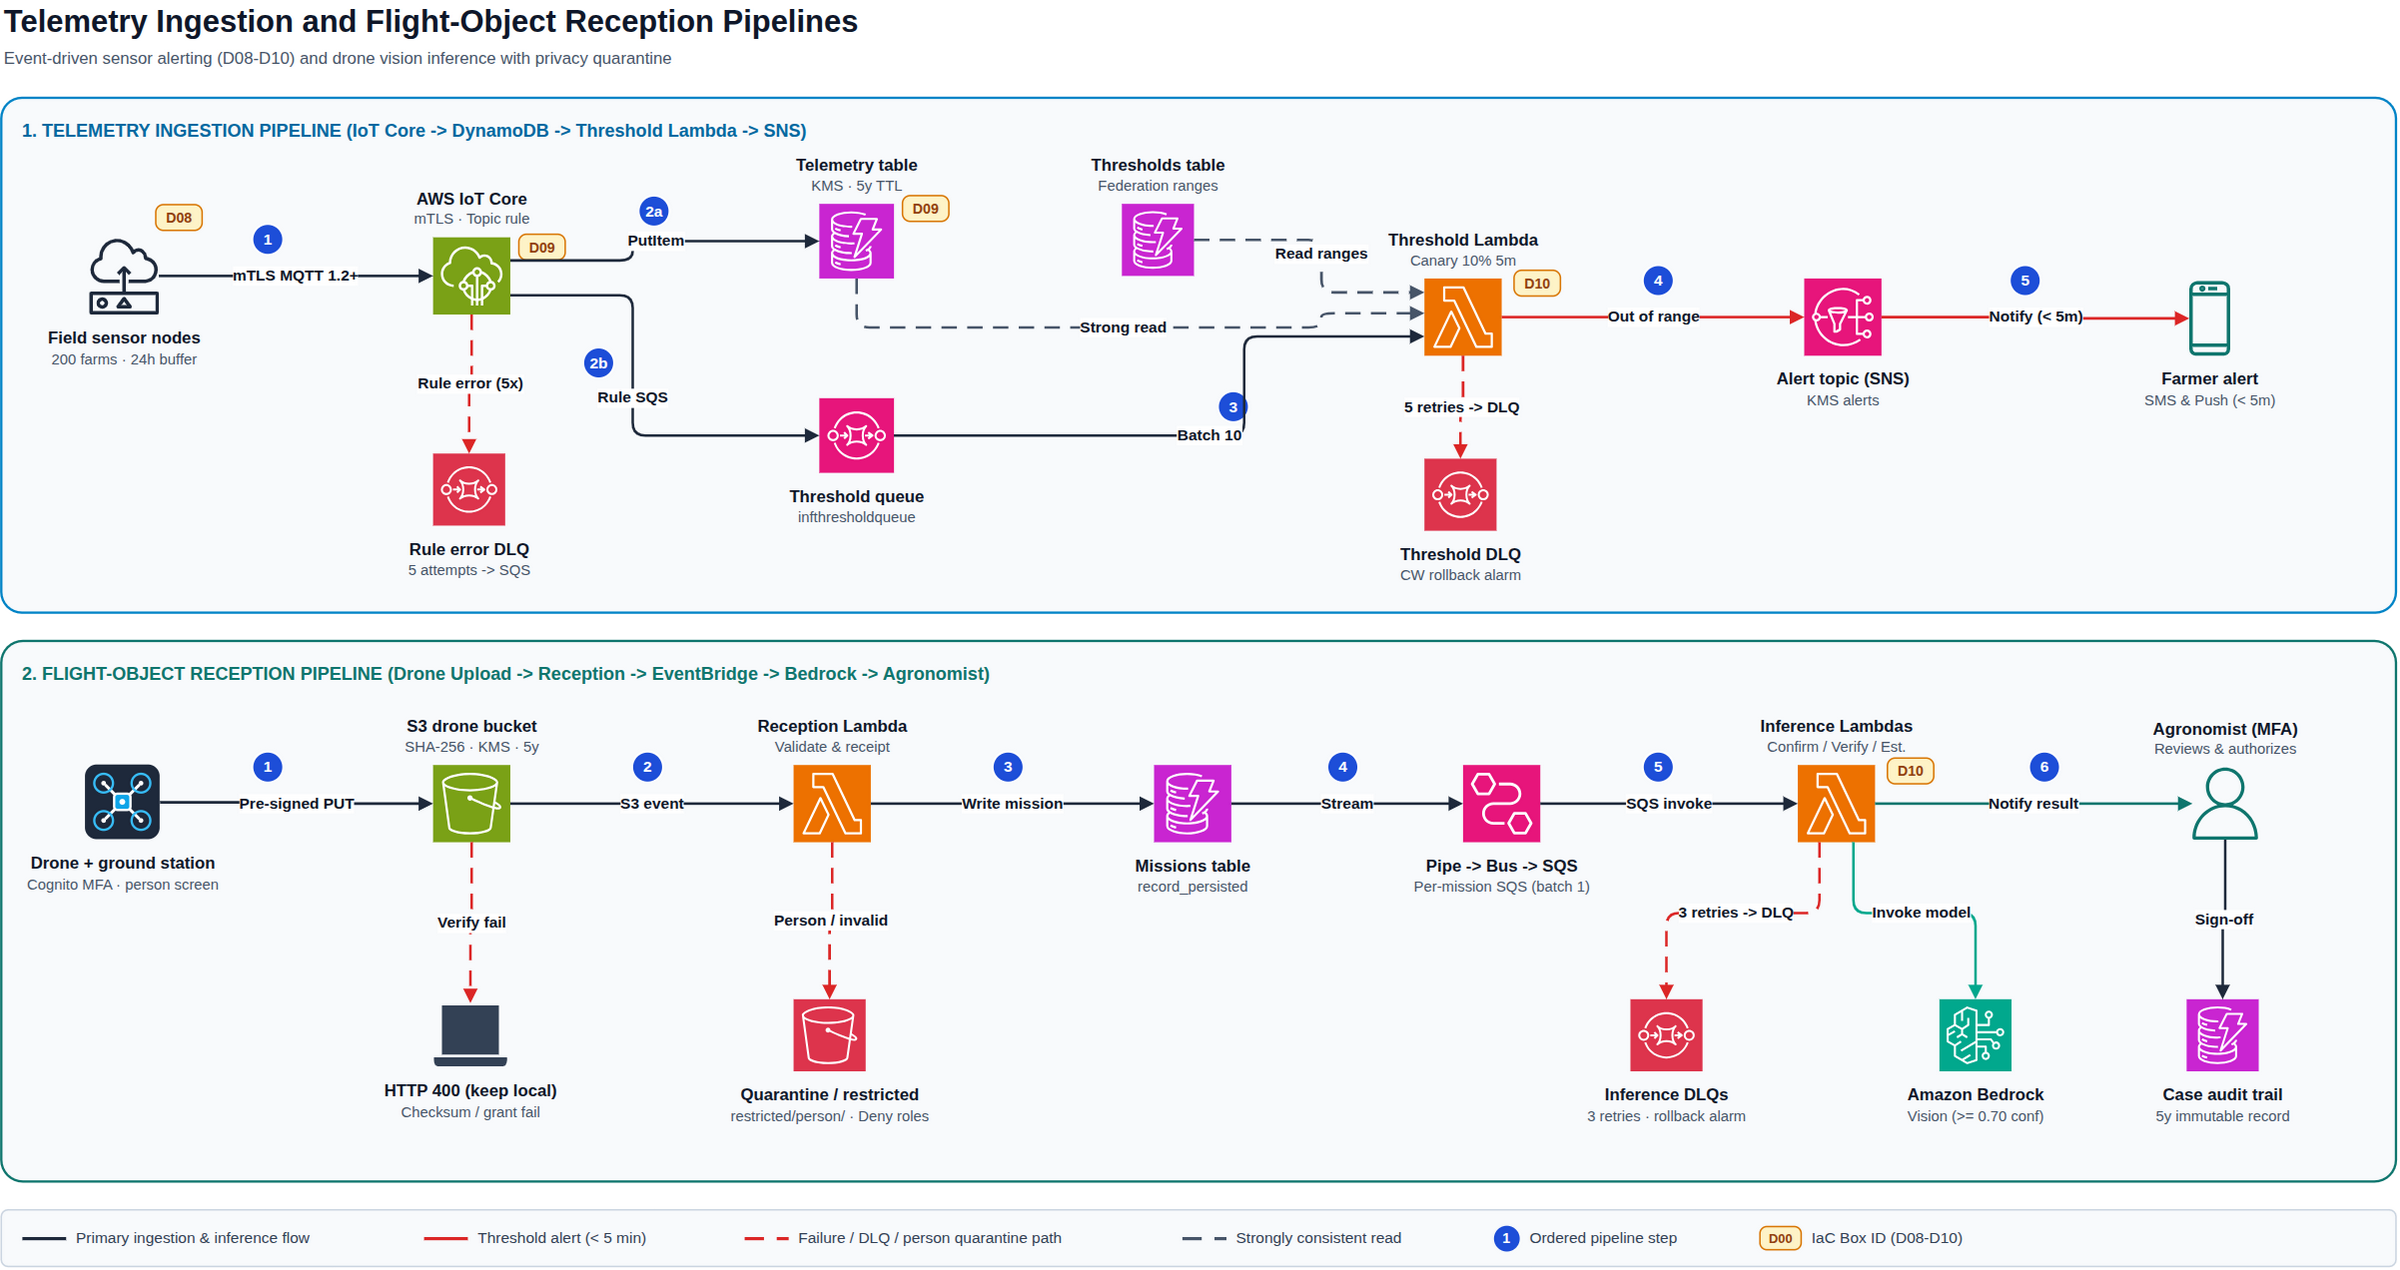 Telemetry Ingestion and Flight-Object Reception Pipelines
Event-driven sensor alerting (D08-D10) and drone vision inference with privacy quarantine
1. TELEMETRY INGESTION PIPELINE (IoT Core -> DynamoDB -> Threshold Lambda -> SNS)
D08
1
mTLS MQTT 1.2+
Field sensor nodes
200 farms · 24h buffer
AWS IoT Core
mTLS · Topic rule
D09
2a
PutItem
Telemetry table
KMS · 5y TTL
D09
Thresholds table
Federation ranges
Read ranges
Strong read
Threshold Lambda
Canary 10% 5m
D10
4
Out of range
5
Notify (< 5m)
Alert topic (SNS)
KMS alerts
Farmer alert
SMS & Push (< 5m)
Rule error (5x)
2b
Rule SQS
3
Batch 10
5 retries -> DLQ
Threshold queue
infthresholdqueue
Rule error DLQ
5 attempts -> SQS
Threshold DLQ
CW rollback alarm
2. FLIGHT-OBJECT RECEPTION PIPELINE (Drone Upload -> Reception -> EventBridge -> Bedrock -> Agronomist)
1
Pre-signed PUT
Drone + ground station
Cognito MFA · person screen
S3 drone bucket
SHA-256 · KMS · 5y
2
S3 event
Reception Lambda
Validate & receipt
3
Write mission
Missions table
record_persisted
4
Stream
Pipe -> Bus -> SQS
Per-mission SQS (batch 1)
5
SQS invoke
Inference Lambdas
Confirm / Verify / Est.
D10
6
Notify result
Agronomist (MFA)
Reviews & authorizes
Verify fail
Person / invalid
3 retries -> DLQ
Invoke model
Sign-off
HTTP 400 (keep local)
Checksum / grant fail
Quarantine / restricted
restricted/person/ · Deny roles
Inference DLQs
3 retries · rollback alarm
Amazon Bedrock
Vision (>= 0.70 conf)
Case audit trail
5y immutable record
Primary ingestion & inference flow
Threshold alert (< 5 min)
Failure / DLQ / person quarantine path
Strongly consistent read
1
Ordered pipeline step
D00
IaC Box ID (D08-D10)